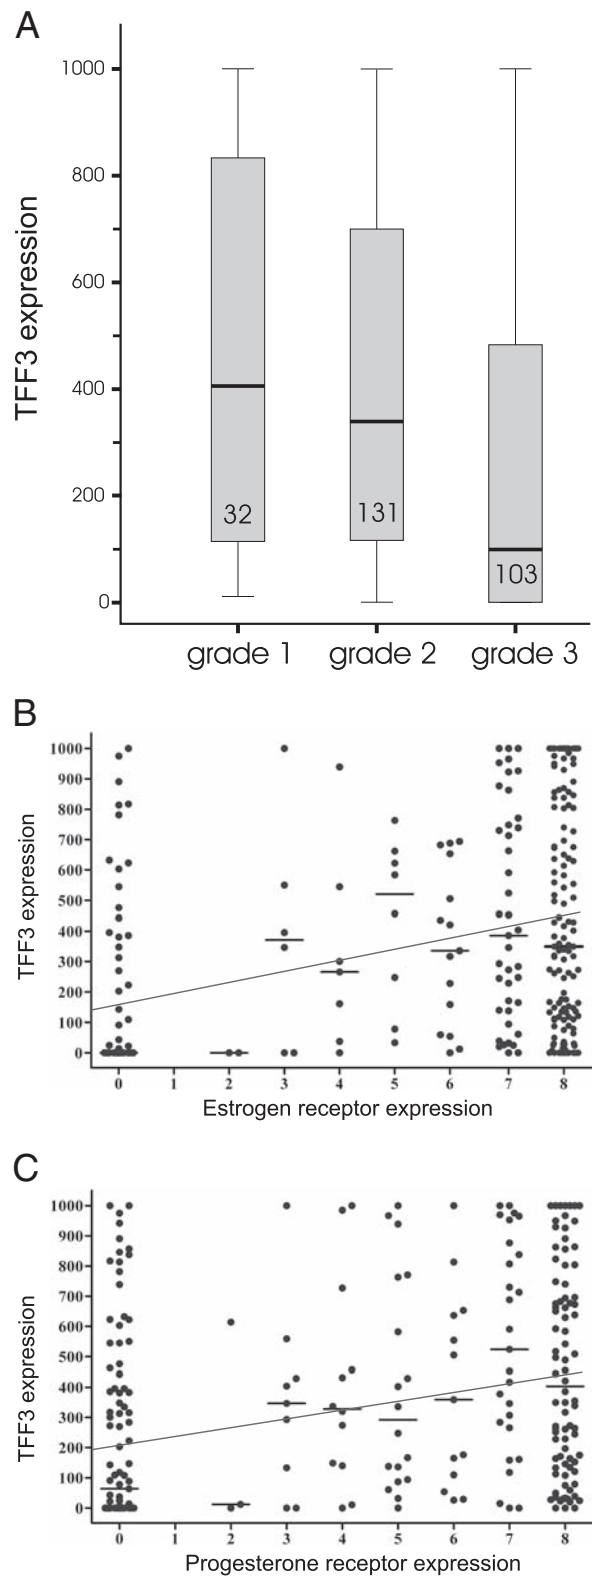 A
TFF3 expression
1000
800
600
400
200
0
32
131
103
grade 1 grade 2 grade 3
B
TFF3 expression
1000
900
800
700
600
500
400
300
200
100
0
0 1 2 3 4 5 6 7 8
Estrogen receptor expression
C
TFF3 expression
1000
900
800
700
600
500
400
300
200
100
0
0 1 2 3 4 5 6 7 8
Progesterone receptor expression